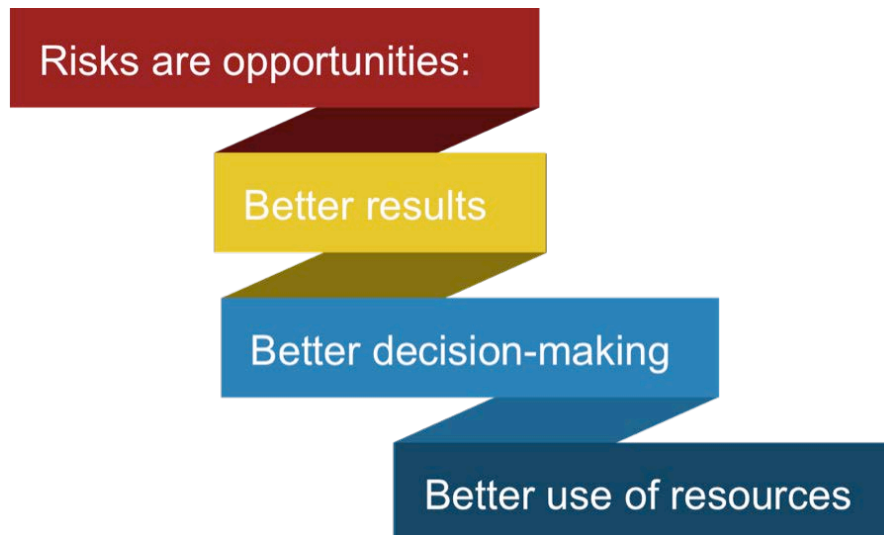 Risks are opportunities:
Better results
Better decision-making
Better use of resources